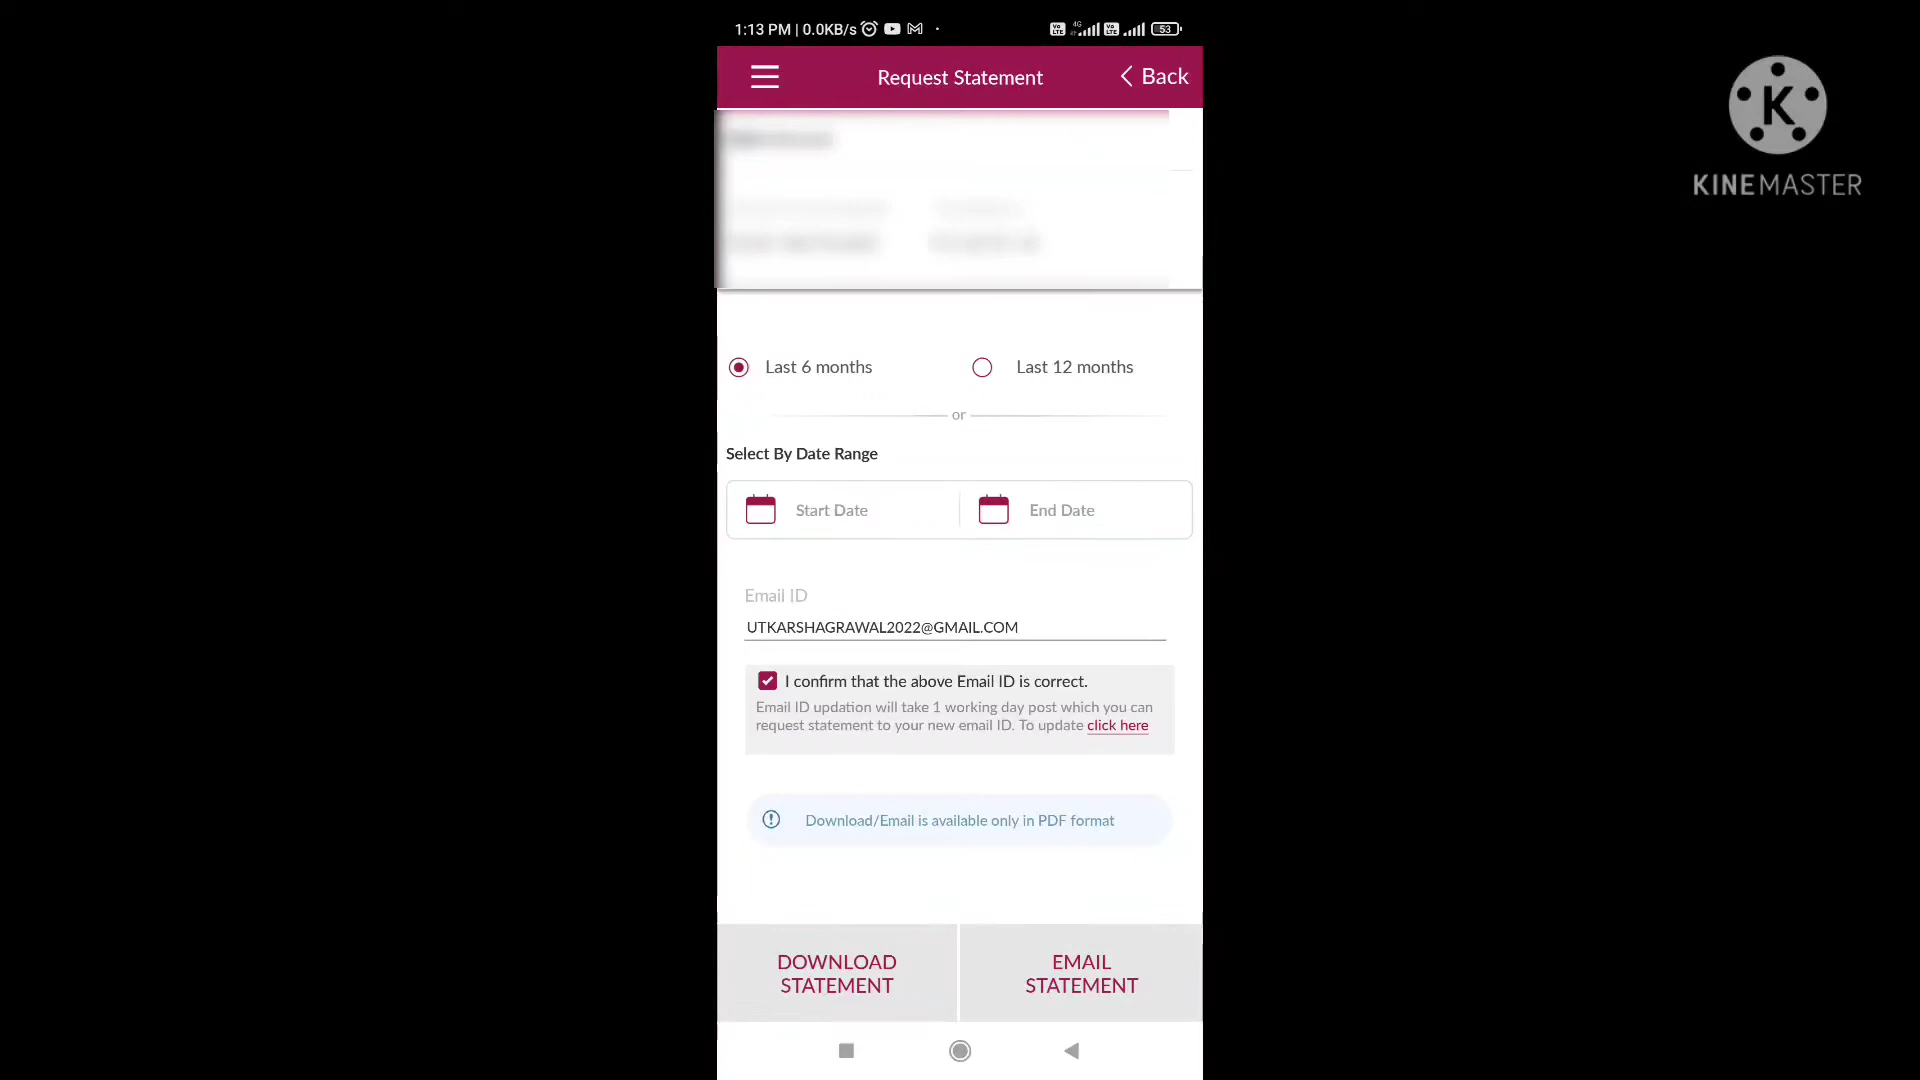 1:13 PM | 0.0KB/s
53
Request Statement
Back
Last 6 months
Last 12 months
or
Select By Date Range
Start Date
End Date
Email ID
UTKARSHAGRAWAL2022@GMAIL.COM
I confirm that the above Email ID is correct.
Email ID updation will take 1 working day post which you can
request statement to your new email ID. To update click here
Download/Email is available only in PDF format
DOWNLOAD
STATEMENT
EMAIL
STATEMENT
K
KINEMASTER